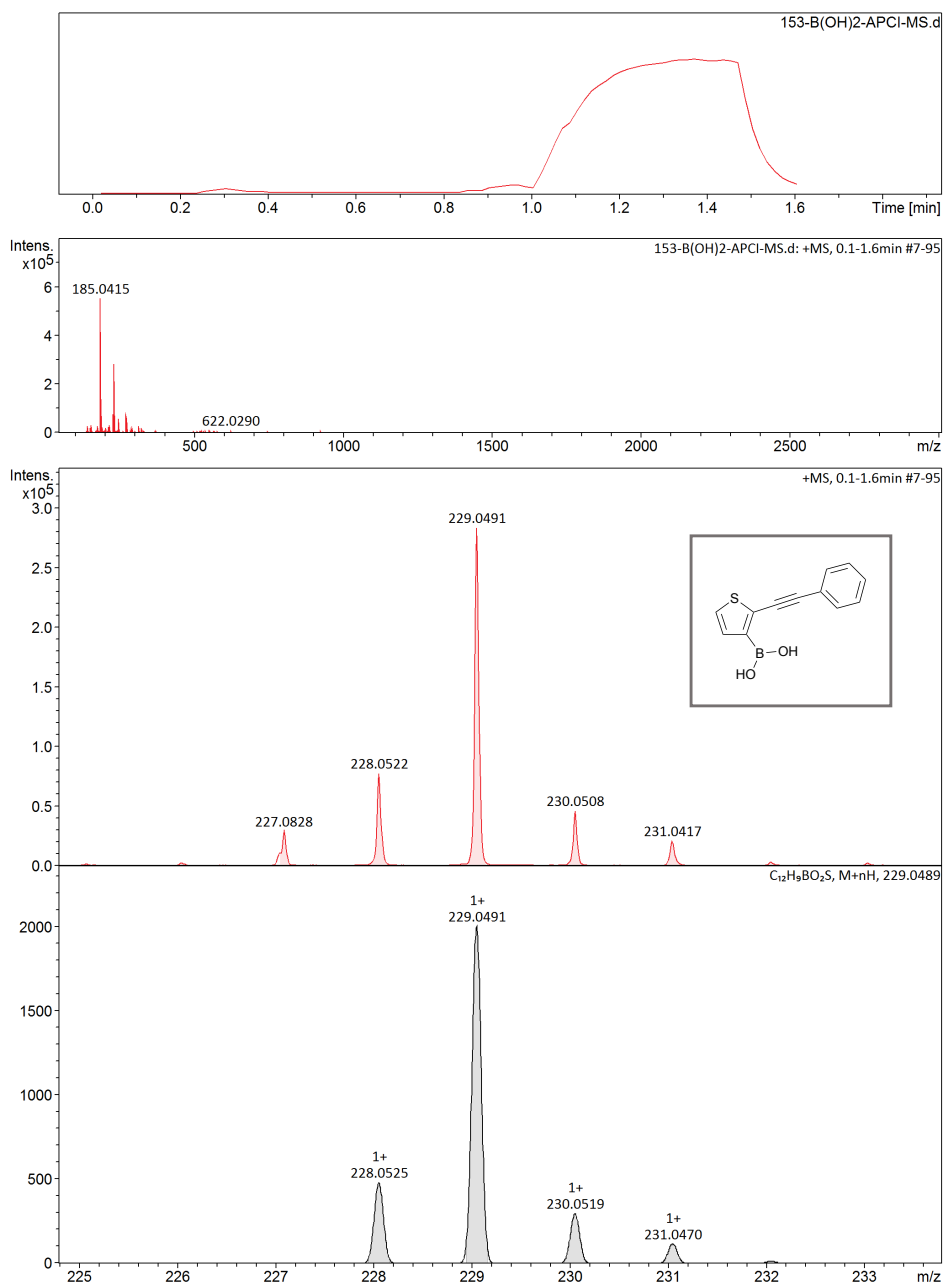 153-B(OH)2-APCI-MS.d
0.0 0.2 0.4 0.6 0.8 1.0 1.2 1.4 1.6 Time [min]
Intens.
x10⁵
153-B(OH)2-APCI-MS.d: +MS, 0.1-1.6min #7-95
185.0415
6
4
2
622.0290
0
500 1000 1500 2000 2500 m/z
Intens.
x10⁵
+MS, 0.1-1.6min #7-95
3.0
229.0491
2.5
S
2.0
B OH
HO
1.5
1.0
228.0522
0.5
230.0508
227.0828
231.0417
0.0
C₁₂H₉BO₂S, M+nH, 229.0489
1+
229.0491
2000
1500
1000
1+
228.0525
500
1+
230.0519
1+
231.0470
0
225 226 227 228 229 230 231 232 233 m/z